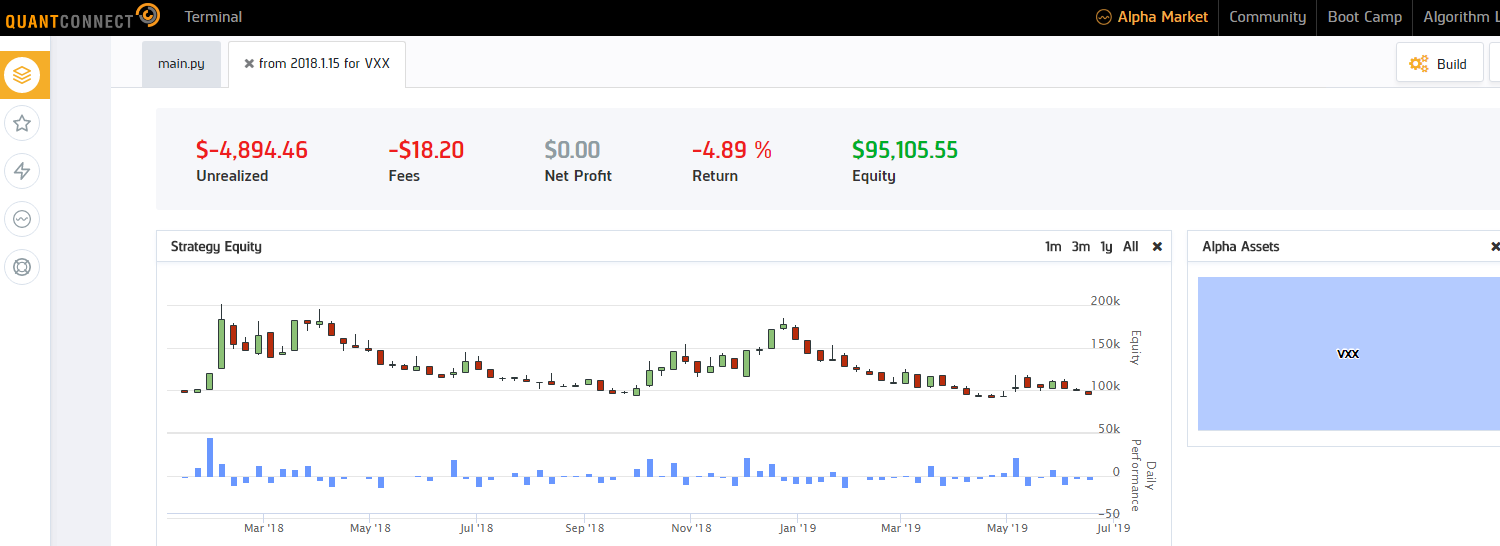 QUANTCONNECT Terminal Alpha Market Community Boot Camp Algorithm L
main.py ✖ from 2018.1.15 for VXX Build
$-4,894.46 -$18.20 $0.00 -4.89 % $95,105.55
Unrealized Fees Net Profit Return Equity
Strategy Equity 1m 3m 1y All ✖ Alpha Assets ✖
200k
150k
100k
50k
Equity
VXX
0
-50
Daily
Performance
Mar '18 May '18 Jul '18 Sep '18 Nov '18 Jan '19 Mar '19 May '19 Jul '19